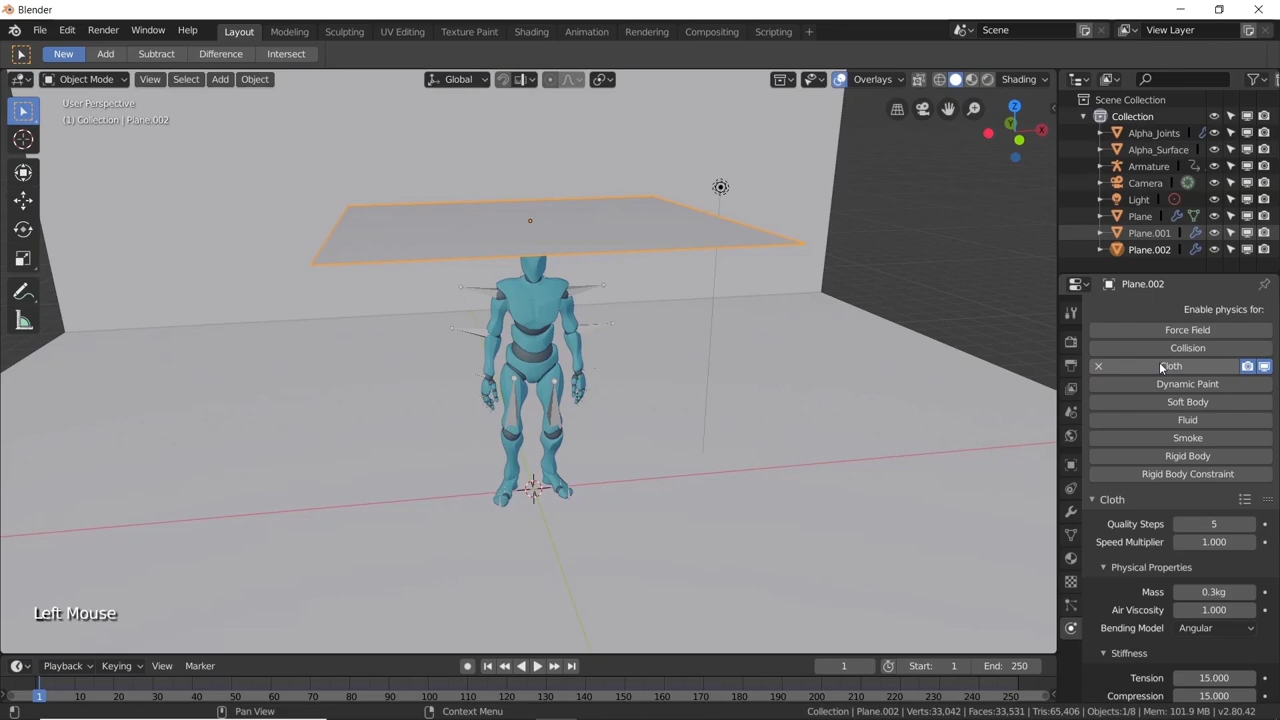 Blender
File Edit Render Window Help Layout Modeling Sculpting UV Editing Texture Paint Shading Animation Rendering Compositing Scripting + Scene View Layer
New Add Subtract Difference Intersect
Object Mode View Select Add Object Global Overlays Shading
User Perspective
(1) Collection | Plane.002
Z
Y
X
Left Mouse
Scene Collection
Collection
Alpha_Joints
Alpha_Surface
Armature
Camera
Light
Plane
Plane.001
Plane.002
Plane.002
Enable physics for:
Force Field
Collision
Cloth
Dynamic Paint
Soft Body
Fluid
Smoke
Rigid Body
Rigid Body Constraint
Cloth
Quality Steps 5
Speed Multiplier 1.000
Physical Properties
Mass 0.3kg
Air Viscosity 1.000
Bending Model Angular
Stiffness
Tension 15.000
Compression 15.000
Playback Keying View Marker 1 Start: 1 End: 250
1 10 20 30 40 50 60 70 80 90 100 110 120 130 140 150 160 170 180 190 200 210 220 230 240 250
Pan View Context Menu Collection | Plane.002 | Verts:33,042 | Faces:33,531 | Tris:65,406 | Objects:1/8 | Mem: 101.9 MB | v2.80.42